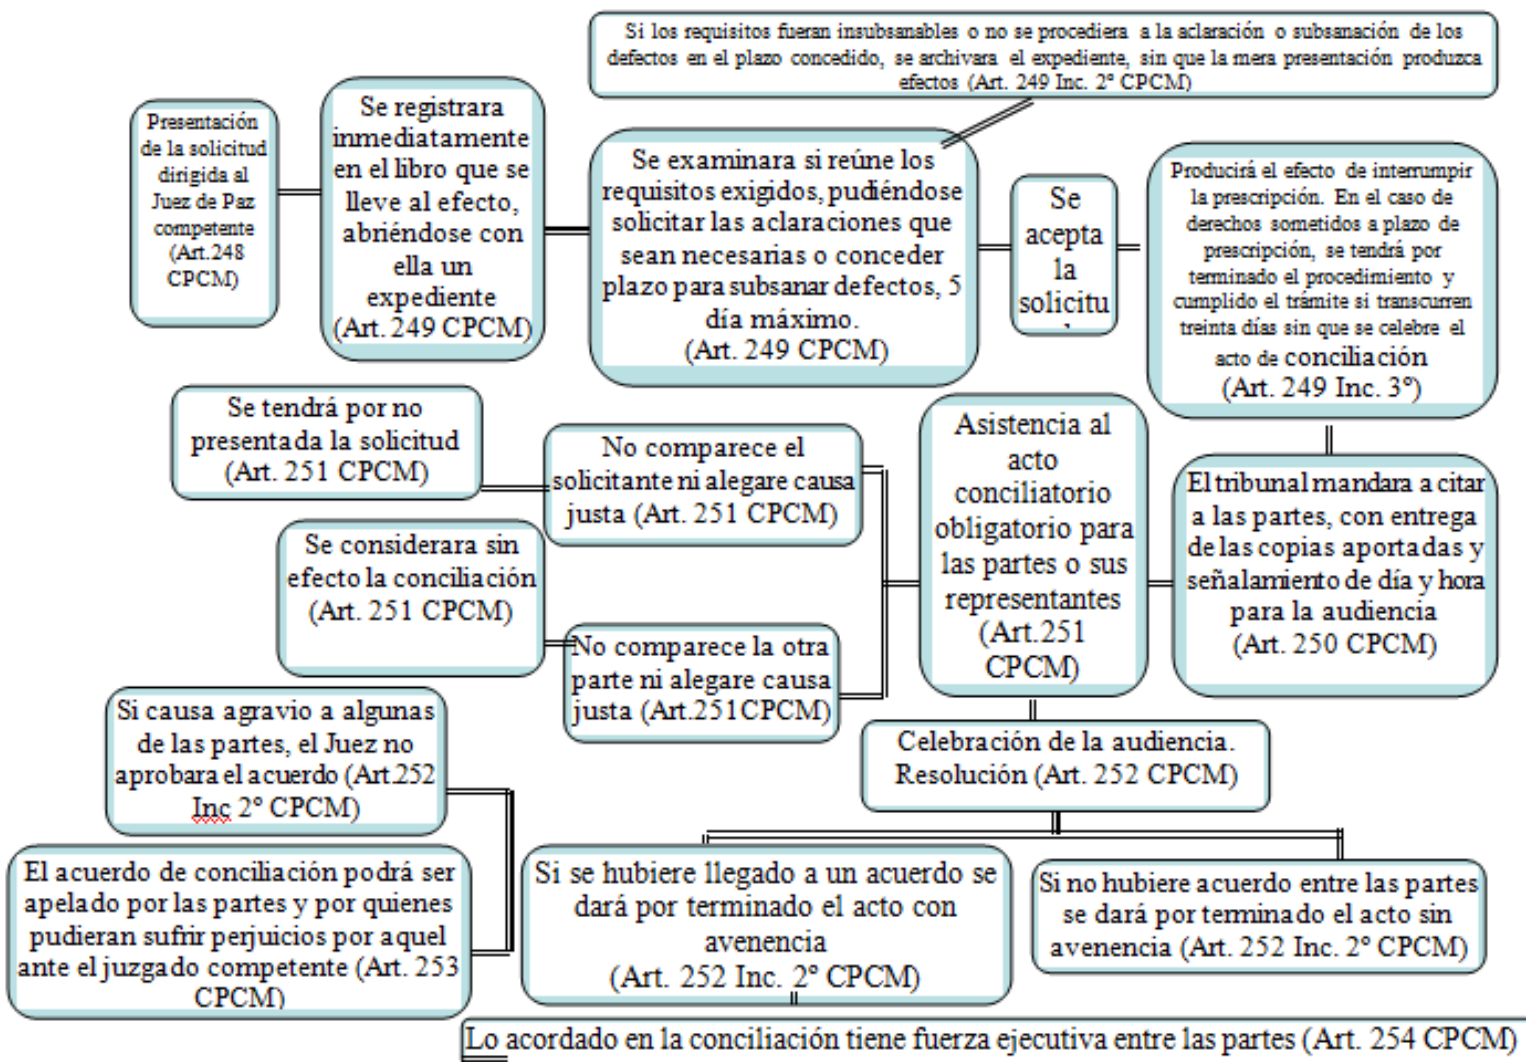 Si los requisitos fueran insubsanables o no se procediera a la aclaración o subsanación de los
defectos en el plazo concedido, se archivara el expediente, sin que la mera presentación produzca
efectos (Art. 249 Inc. 2º CPCM)
Presentación
de la solicitud
dirigida al
Juez de Paz
competente
(Art.248
CPCM)
Se registrara
inmediatamente
en el libro que se
lleve al efecto,
abriéndose con
ella un
expediente
(Art. 249 CPCM)
Se examinara si reúne los
requisitos exigidos, pudiéndose
solicitar las aclaraciones que
sean necesarias o conceder
plazo para subsanar defectos, 5
día máximo.
(Art. 249 CPCM)
Se
acepta
la
solicitu
Producirá el efecto de interrumpir
la prescripción. En el caso de
derechos sometidos a plazo de
prescripción, se tendrá por
terminado el procedimiento y
cumplido el trámite si transcurren
treinta días sin que se celebre el
acto de conciliación
(Art. 249 Inc. 3º)
El tribunal mandara a citar
a las partes, con entrega
de las copias aportadas y
señalamiento de día y hora
para la audiencia
(Art. 250 CPCM)
Asistencia al
acto
conciliatorio
obligatorio para
las partes o sus
representantes
(Art.251
CPCM)
No comparece el
solicitante ni alegare causa
justa (Art. 251 CPCM)
Se tendrá por no
presentada la solicitud
(Art. 251 CPCM)
No comparece la otra
parte ni alegare causa
justa (Art.251CPCM)
Se considerara sin
efecto la conciliación
(Art. 251 CPCM)
Celebración de la audiencia.
Resolución (Art. 252 CPCM)
Si causa agravio a algunas
de las partes, el Juez no
aprobara el acuerdo (Art.252
Inc 2º CPCM)
El acuerdo de conciliación podrá ser
apelado por las partes y por quienes
pudieran sufrir perjuicios por aquel
ante el juzgado competente (Art. 253
CPCM)
Si se hubiere llegado a un acuerdo se
dará por terminado el acto con
avenencia
(Art. 252 Inc. 2º CPCM)
Si no hubiere acuerdo entre las partes
se dará por terminado el acto sin
avenencia (Art. 252 Inc. 2º CPCM)
Lo acordado en la conciliación tiene fuerza ejecutiva entre las partes (Art. 254 CPCM)